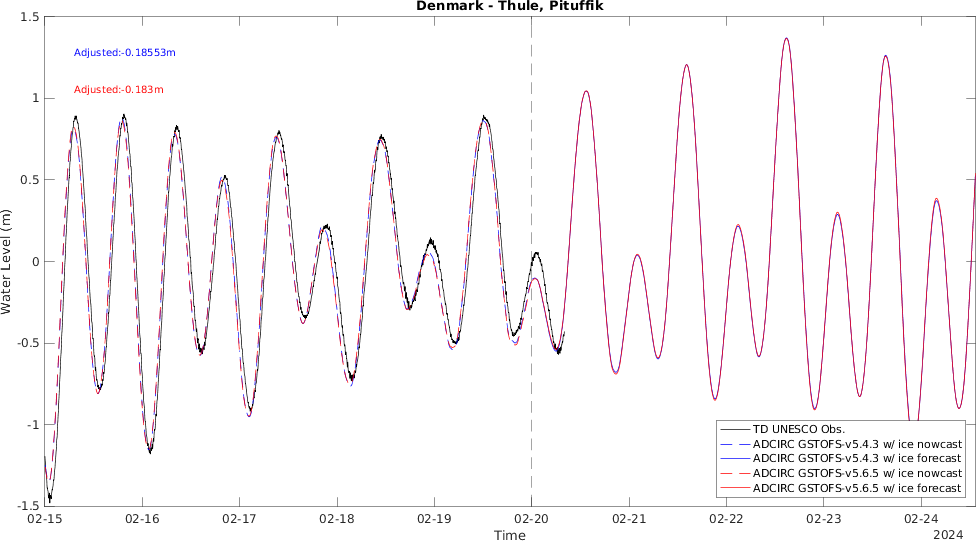 Denmark - Thule, Pituffik
1.5
Adjusted:-0.18553m
Adjusted:-0.183m
1
0.5
0
-0.5
-1
-1.5
Water Level (m)
TD UNESCO Obs.
ADCIRC GSTOFS-v5.4.3 w/ ice nowcast
ADCIRC GSTOFS-v5.4.3 w/ ice forecast
ADCIRC GSTOFS-v5.6.5 w/ ice nowcast
ADCIRC GSTOFS-v5.6.5 w/ ice forecast
02-15 02-16 02-17 02-18 02-19 02-20 02-21 02-22 02-23 02-24
Time
2024